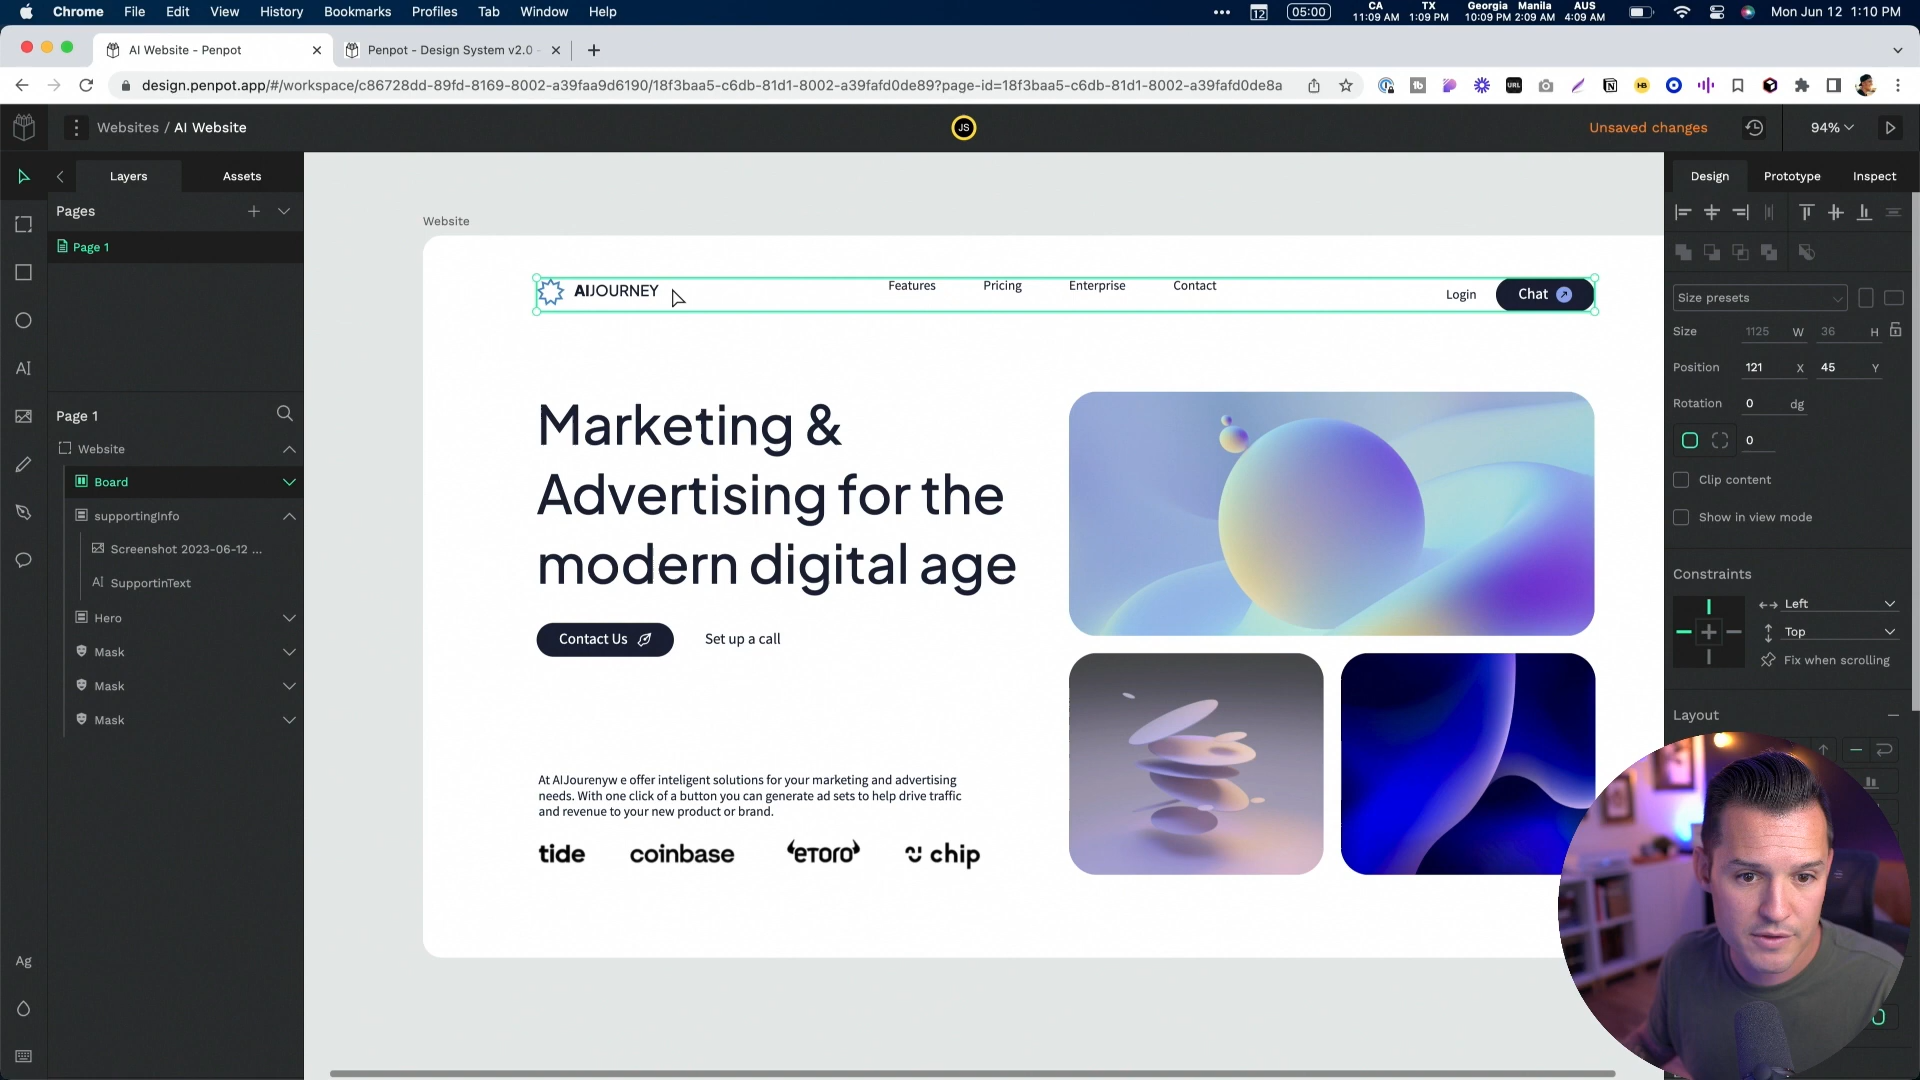 Chrome File Edit View History Bookmarks Profiles Tab Window Help
12 05:00 CA 11:09 AM TX 1:09 PM Georgia 10:09 PM Manila 2:09 AM AUS 4:09 AM Mon Jun 12 1:10 PM
AI Website - Penpot
Penpot - Design System v2.0 -
design.penpot.app/#/workspace/c86728dd-89fd-8169-8002-a39faa9d6190/18f3baa5-c6db-81d1-8002-a39fafd0de89?page-id=18f3baa5-c6db-81d1-8002-a39fafd0de8a
Websites / AI Website
JS
Unsaved changes
94%
Layers Assets
Design Prototype Inspect
Pages
Page 1
Page 1
Website
Board
supportingInfo
Screenshot 2023-06-12 ...
SupportinText
Hero
Mask
Mask
Mask
Ag
Website
AIJOURNEY
Features Pricing Enterprise Contact
Login Chat
Marketing &
Advertising for the
modern digital age
Contact Us
Set up a call
At AIJourenyw e offer inteligent solutions for your marketing and advertising
needs. With one click of a button you can generate ad sets to help drive traffic
and revenue to your new product or brand.
tide coinbase eTORO chip
Size presets
Size 1125 W 36 H
Position 121 X 45 Y
Rotation 0 dg
0
Clip content
Show in view mode
Constraints
Left
Top
Fix when scrolling
Layout